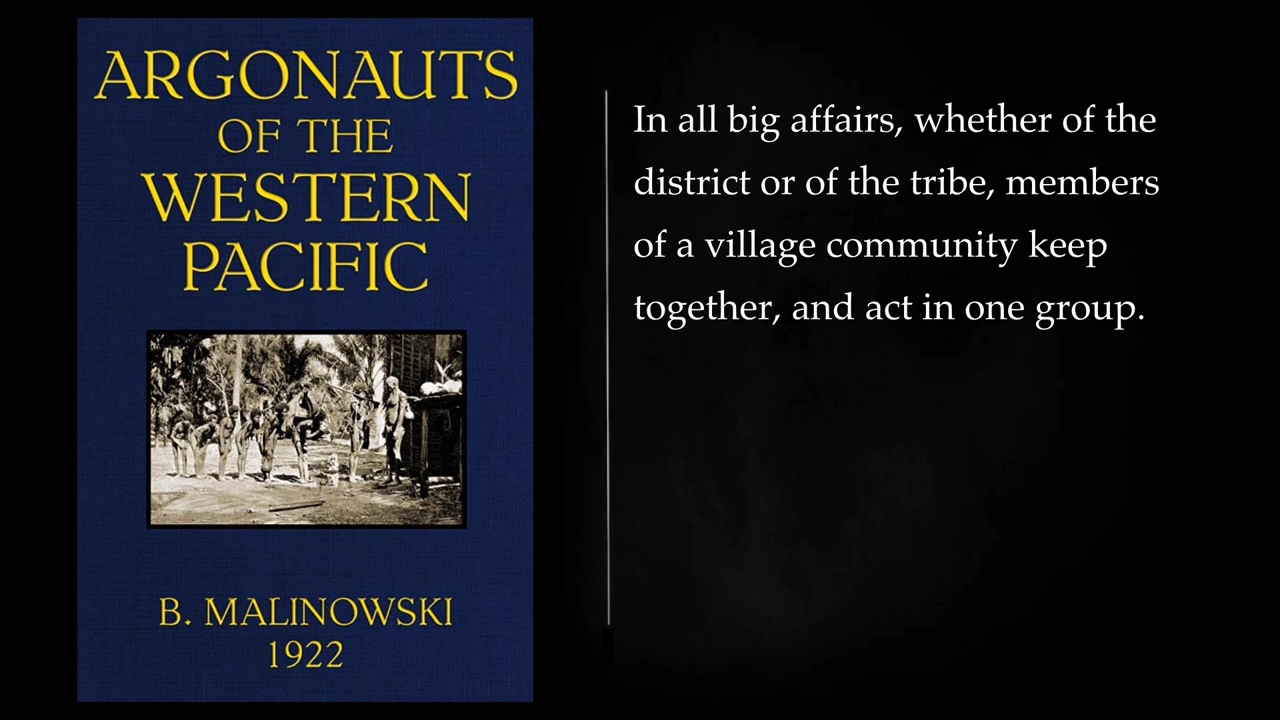 ARGONAUTS
OF THE
WESTERN
PACIFIC
B. MALINOWSKI
1922
In all big affairs, whether of the
district or of the tribe, members
of a village community keep
together, and act in one group.